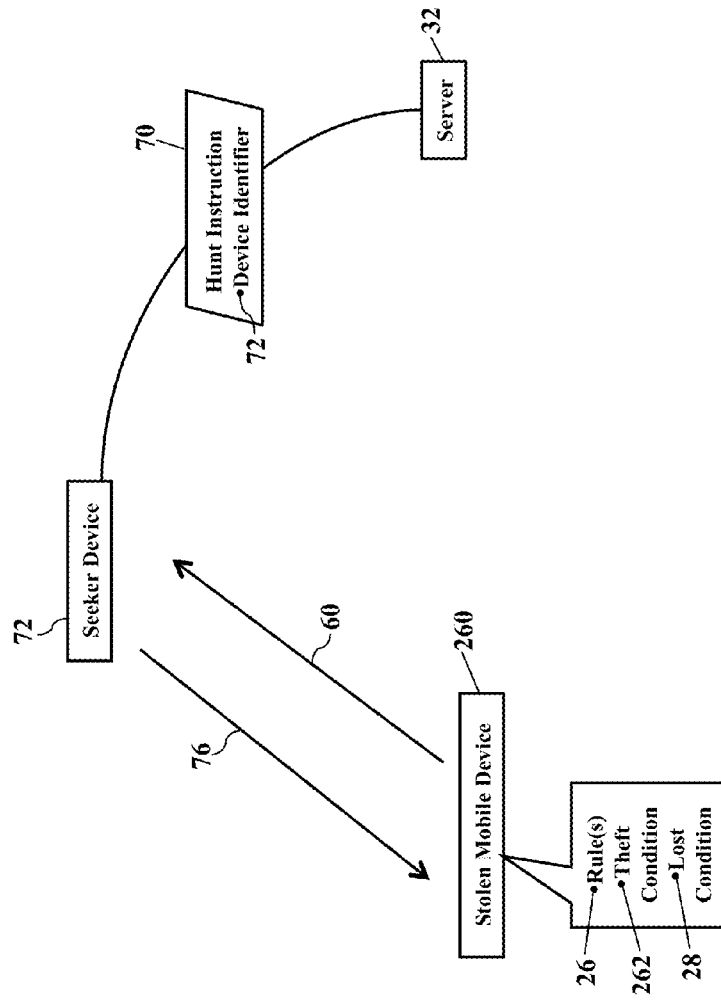 72
Seeker Device
70
Hunt Instruction
•Device Identifier
72
Server
32
76
60
260
Stolen Mobile Device
26
•Rule(s)
262
•Theft
Condition
28
•Lost
Condition